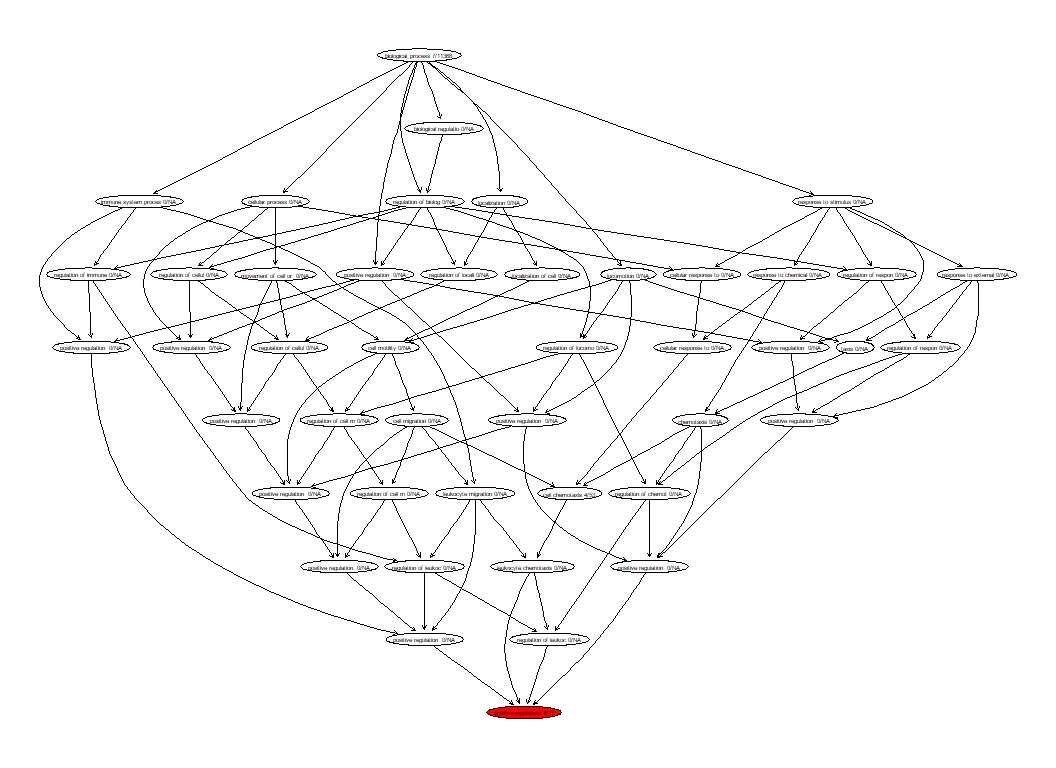 biological process 7/11368
biological regulatio 0/NA
immune system proces 0/NA
cellular process 0/NA
regulation of biolog 0/NA
localization 0/NA
response to stimulus 0/NA
regulation of immune 0/NA
regulation of cellul 0/NA
movement of cell or 0/NA
positive regulation 0/NA
regulation of locali 0/NA
localization of cell 0/NA
locomotion 0/NA
cellular response to 0/NA
response to chemical 0/NA
regulation of respon 0/NA
response to external 0/NA
positive regulation 0/NA
positive regulation 0/NA
regulation of cellul 0/NA
cell motility 0/NA
regulation of locomo 0/NA
cellular response to 0/NA
positive regulation 0/NA
taxis 0/NA
regulation of respon 0/NA
positive regulation 0/NA
regulation of cell m 0/NA
cell migration 0/NA
positive regulation 0/NA
chemotaxis 0/NA
positive regulation 0/NA
positive regulation 0/NA
regulation of cell m 0/NA
leukocyte migration 0/NA
cell chemotaxis
regulation of chemot 0/NA
positive regulation 0/NA
regulation of leukoc 0/NA
leukocyte chemotaxis 0/NA
positive regulation 0/NA
positive regulation 0/NA
regulation of leukoc 0/NA
positive regulation